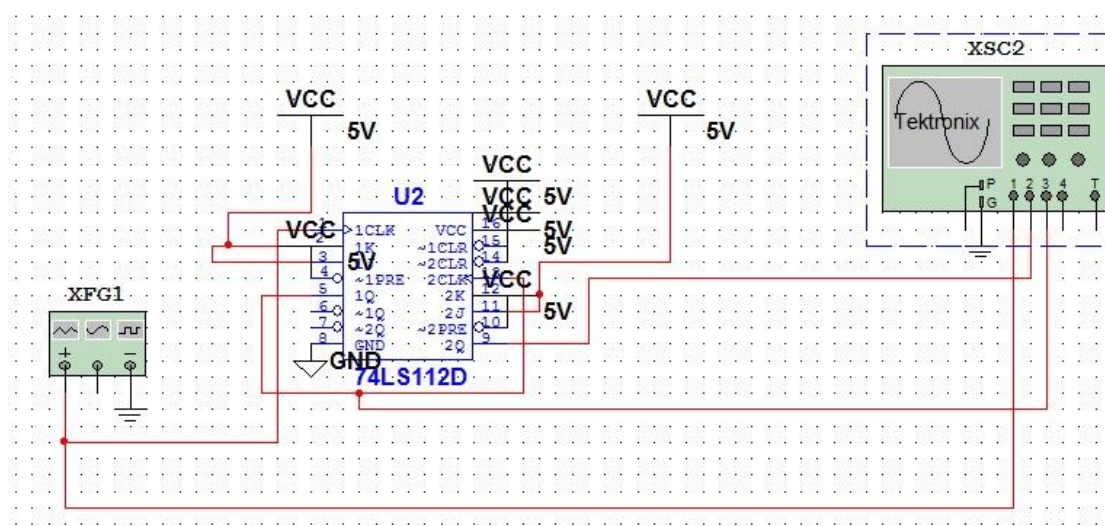 XSC2
VCC
5V
VCC
5V
Tektronix
P
G
1 2 3 4
T
VCC
VCC 5V
VCC
5V
5V
U2
VCC
5V
1CLK
1K
~1PRE
1Q
~1Q
~2Q
GND
2
3
4
5
6
7
8
VCC
~1CLR
~2CLR
2CLK
2K
2J
~2PRE
2Q
16
15
14
12
11
10
9
VCC
5V
GND
74LS112D
XFG1
+
−